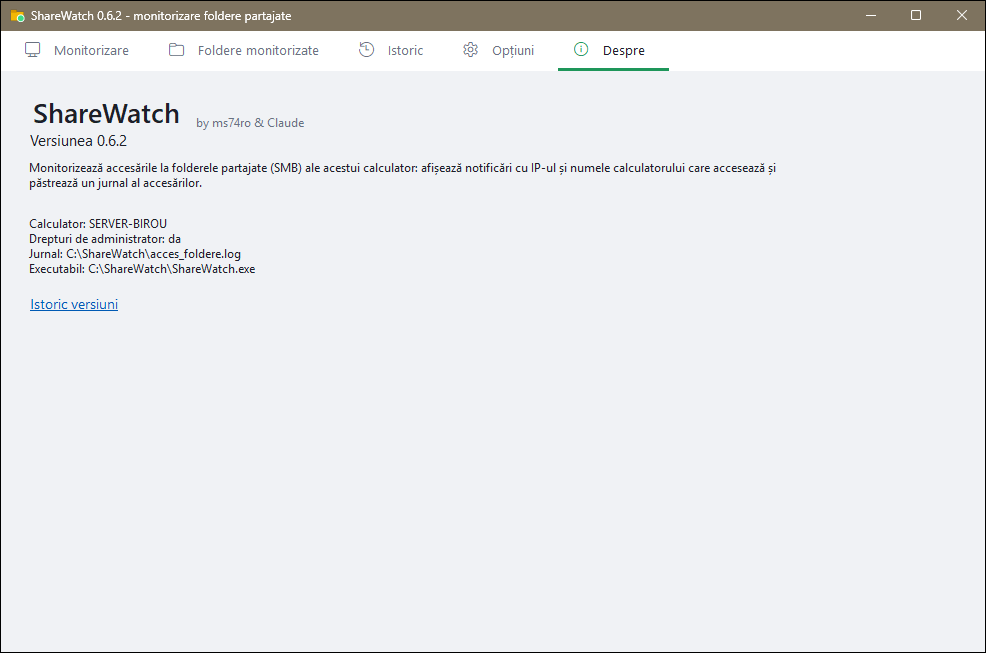 ShareWatch 0.6.2 - monitorizare foldere partajate
Monitorizare Foldere monitorizate Istoric Opțiuni Despre
ShareWatch by ms74ro & Claude
Versiunea 0.6.2
Monitorizează accesările la folderele partajate (SMB) ale acestui calculator: afișează notificări cu IP-ul și numele calculatorului care accesează și
păstrează un jurnal al accesărilor.
Calculator: SERVER-BIROU
Drepturi de administrator: da
Jurnal: C:\ShareWatch\acces_foldere.log
Executabil: C:\ShareWatch\ShareWatch.exe
Istoric versiuni